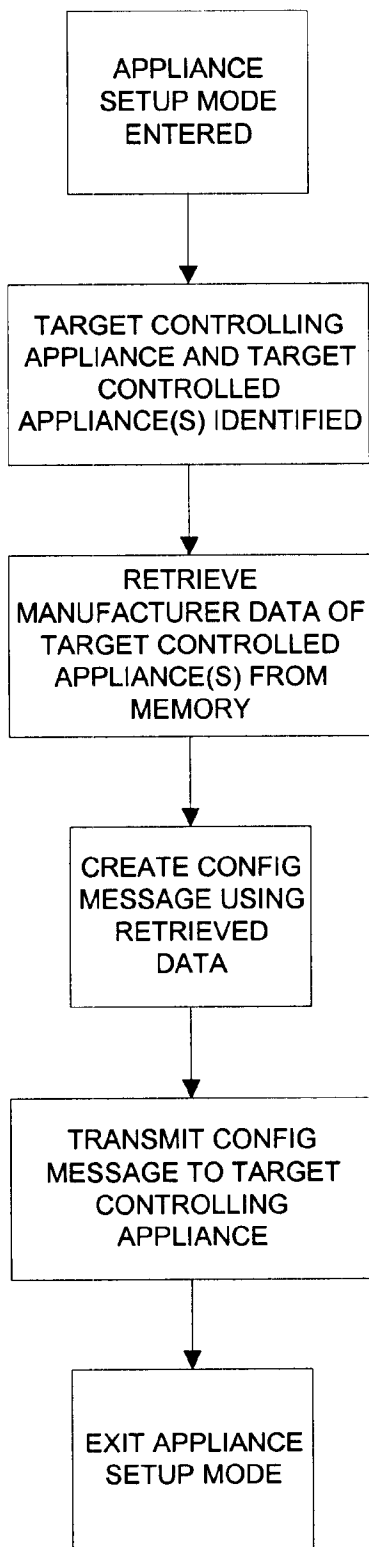 APPLIANCE
SETUP MODE
ENTERED
TARGET CONTROLLING
APPLIANCE AND TARGET
CONTROLLED
APPLIANCE(S) IDENTIFIED
RETRIEVE
MANUFACTURER DATA OF
TARGET CONTROLLED
APPLIANCE(S) FROM
MEMORY
CREATE CONFIG
MESSAGE USING
RETRIEVED
DATA
TRANSMIT CONFIG
MESSAGE TO TARGET
CONTROLLING
APPLIANCE
EXIT APPLIANCE
SETUP MODE